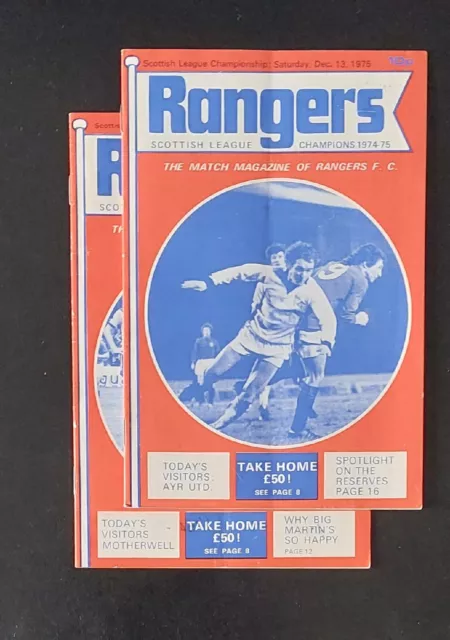 Scottish League Championship; Saturday, Dec. 13, 1975
Rangers
SCOTTISH LEAGUE CHAMPIONS 1974-75
THE MATCH MAGAZINE OF RANGERS F. C.
TODAY'S
VISITORS:
AYR UTD.
TAKE HOME
£50!
SEE PAGE 8
SPOTLIGHT
ON THE
RESERVES
PAGE 16
TODAY'S
VISITORS
MOTHERWELL
TAKE HOME
£50!
SEE PAGE 8
WHY BIG
MARTIN'S
SO HAPPY
PAGE 12